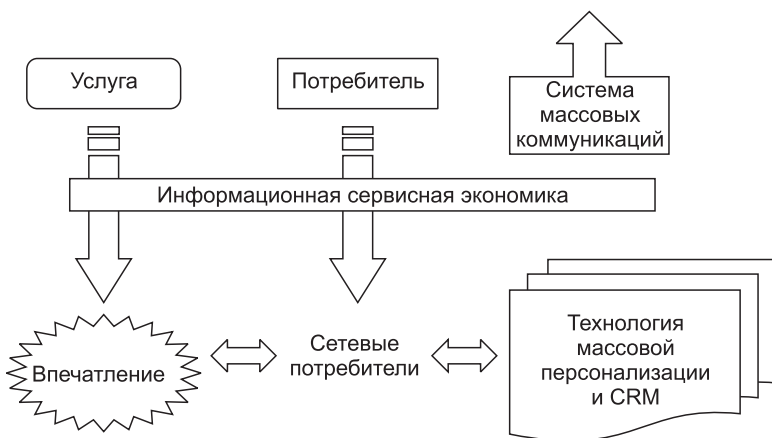 Услуга
Потребитель
Система
массовых
коммуникаций
Информационная сервисная экономика
Впечатление
Сетевые
потребители
Технология
массовой
персонализации
и CRM